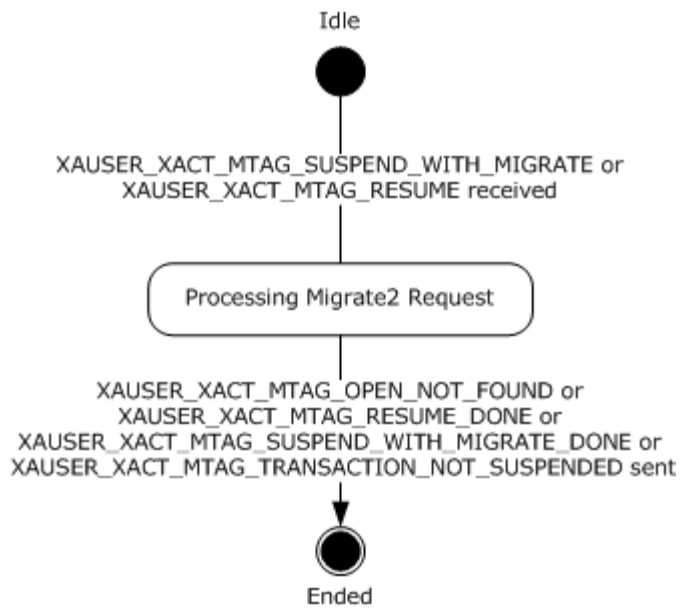 Idle
XAUSER_XACT_MTAG_SUSPEND_WITH_MIGRATE or
XAUSER_XACT_MTAG_RESUME received
Processing Migrate2 Request
XAUSER_XACT_MTAG_OPEN_NOT_FOUND or
XAUSER_XACT_MTAG_RESUME_DONE or
XAUSER_XACT_MTAG_SUSPEND_WITH_MIGRATE_DONE or
XAUSER_XACT_MTAG_TRANSACTION_NOT_SUSPENDED sent
Ended